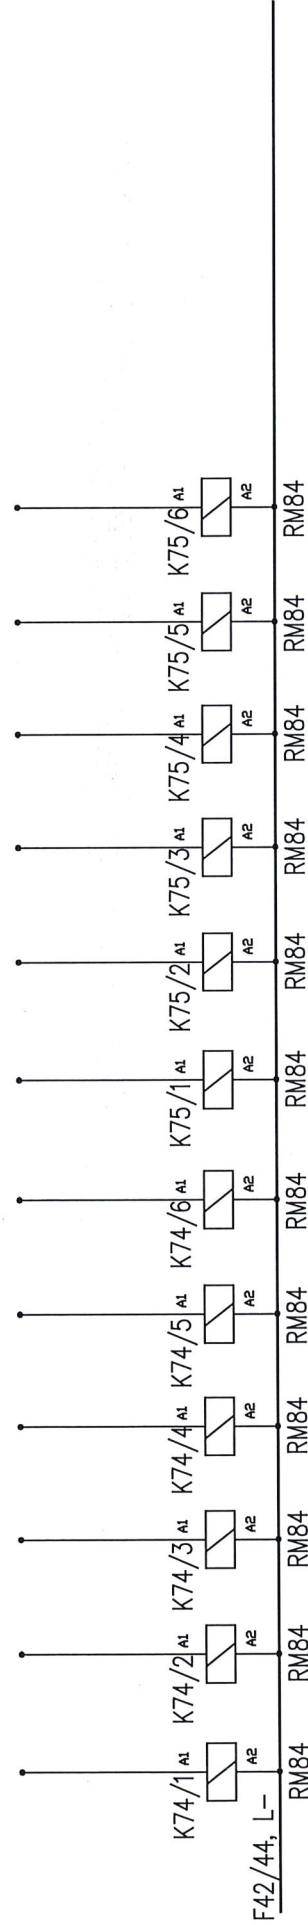 K74/1 A1 A2 RM84
K74/2 A1 A2 RM84
K74/3 A1 A2 RM84
K74/4 A1 A2 RM84
K74/5 A1 A2 RM84
K74/6 A1 A2 RM84
K75/1 A1 A2 RM84
K75/2 A1 A2 RM84
K75/3 A1 A2 RM84
K75/4 A1 A2 RM84
K75/5 A1 A2 RM84
K75/6 A1 A2 RM84
F42/44, L-